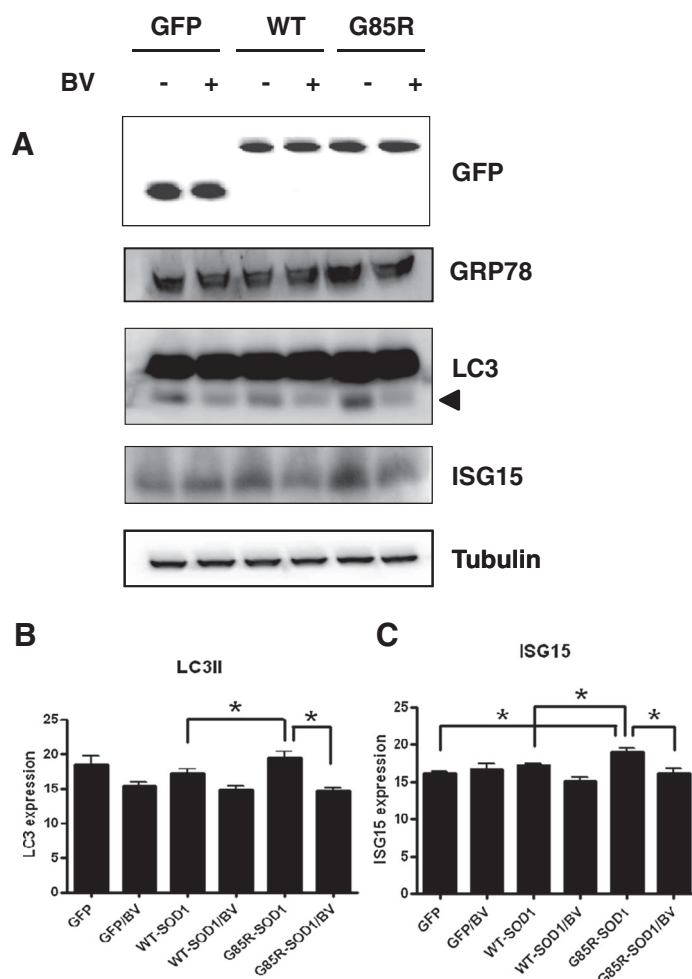 GFP WT G85R
BV - + - + - +
A
GFP
GRP78
LC3
ISG15
Tubulin
B
LC3II
*
*
25
20
15
10
5
0
LC3 expression
GFP
GFP/BV
WT-SOD1
WT-SOD1/BV
G85R-SOD1
G85R-SOD1/BV
C
ISG15
*
*
*
25
20
15
10
5
0
ISG15 expression
GFP
GFP/BV
WT-SOD1
WT-SOD1/BV
G85R-SOD1
G85R-SOD1/BV